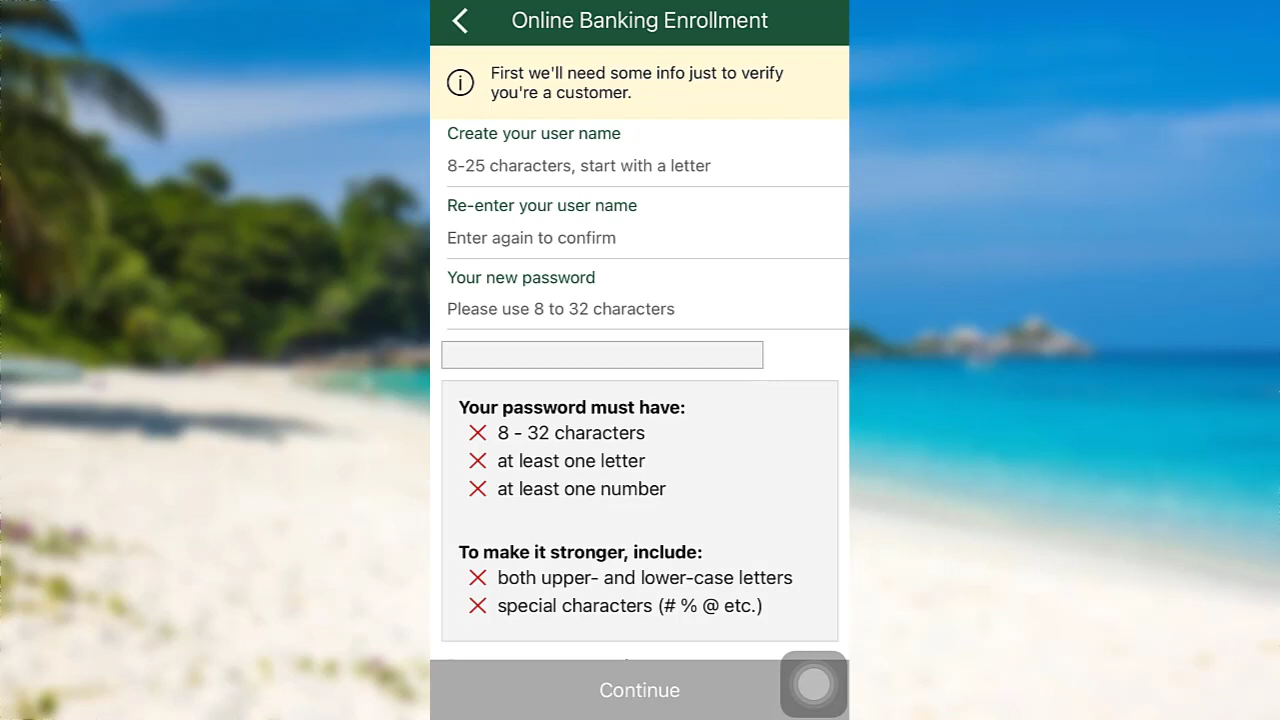 Online Banking Enrollment
First we'll need some info just to verify
you're a customer.
Create your user name
8-25 characters, start with a letter
Re-enter your user name
Enter again to confirm
Your new password
Please use 8 to 32 characters
Your password must have:
8 - 32 characters
at least one letter
at least one number
To make it stronger, include:
both upper- and lower-case letters
special characters (# % @ etc.)
Continue